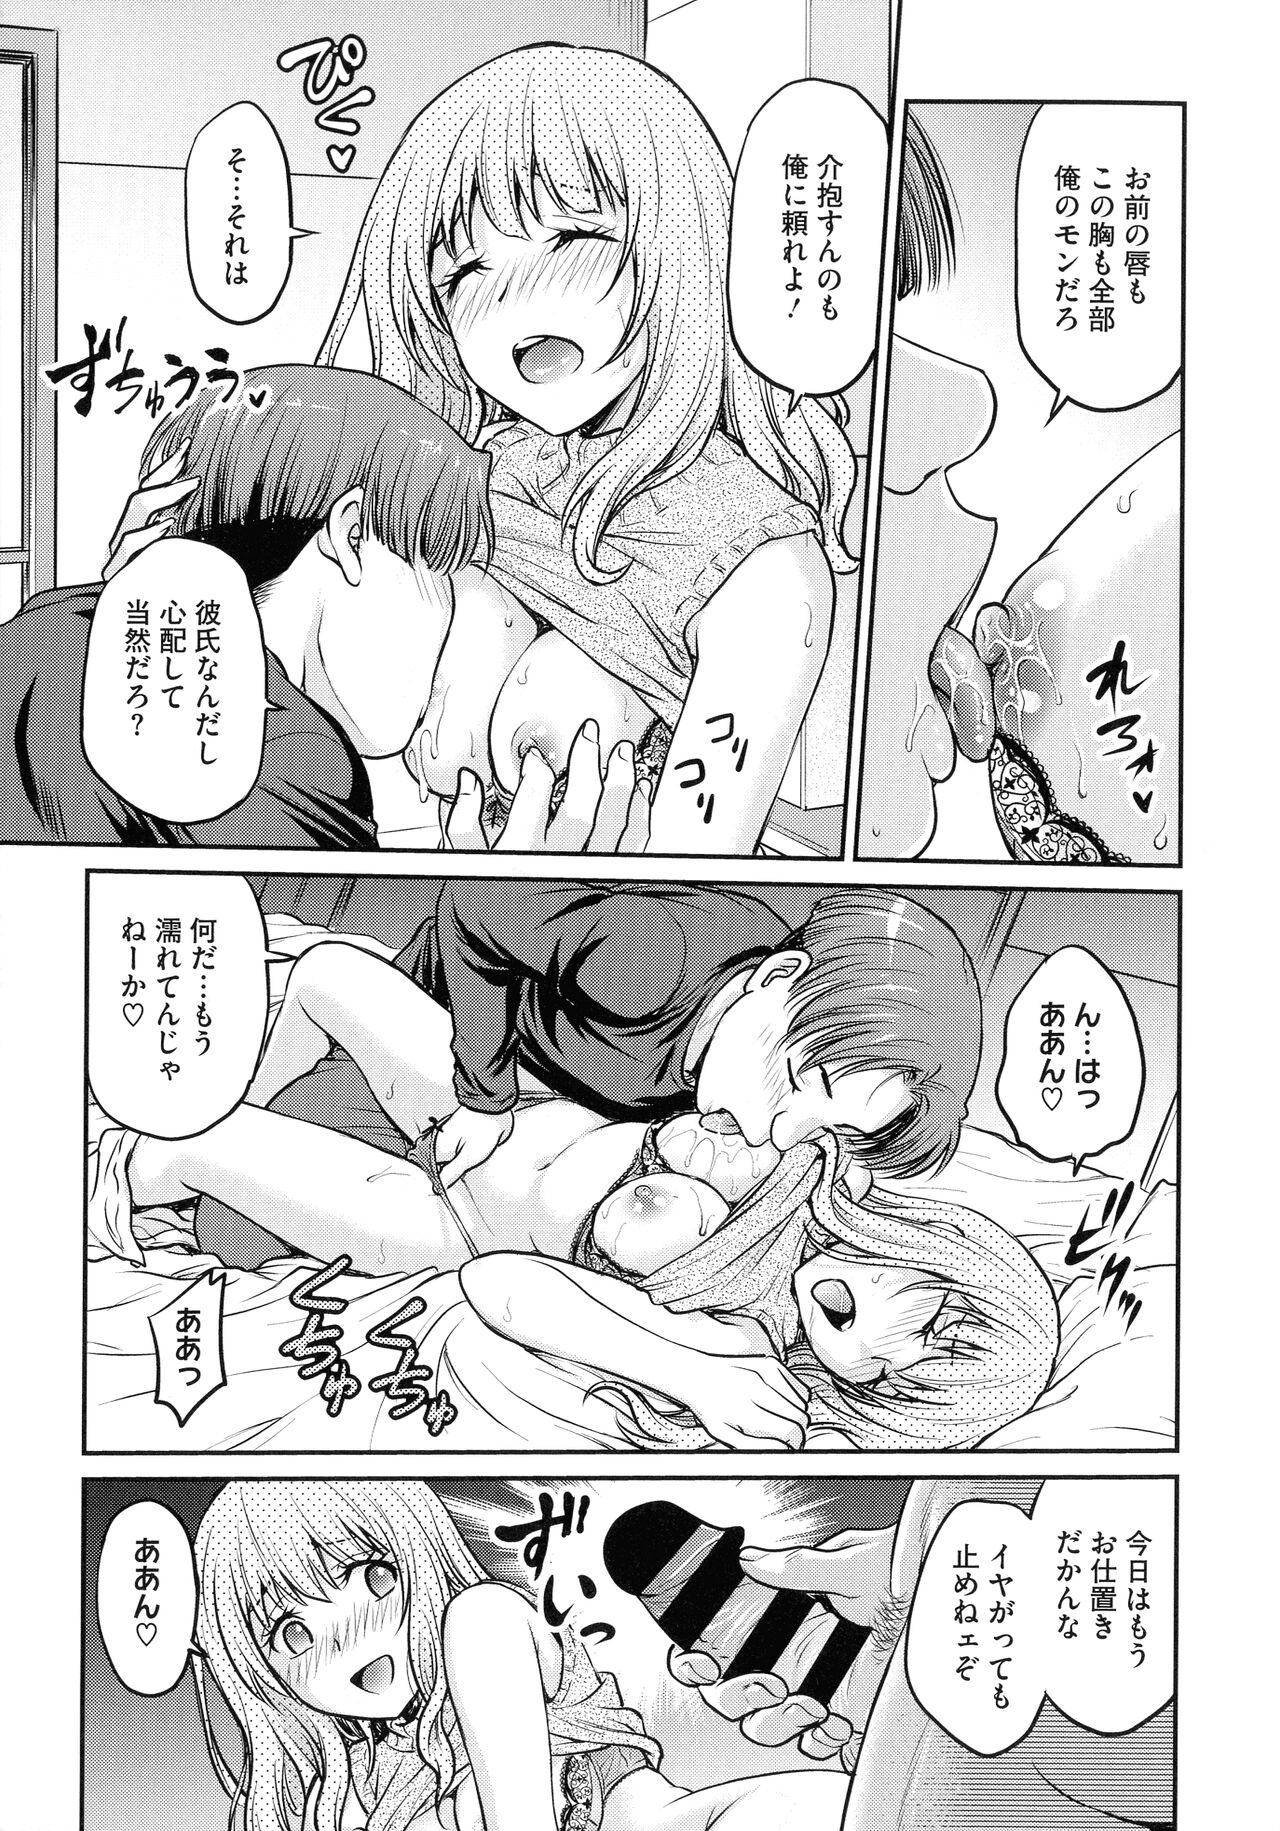 お前の唇も
この胸も全部
俺のモンだろ
れろぉ♥
介抱すんのも
俺に頼れよ！
ぴく♥
そ…それは
ずちゅうう♥
コリコリ
彼氏なんだし
心配して
当然だろ？
ん…はっ
ああん♡
ビクッ
何だ…もう
濡れてんじゃ
ねーか♡
くちゅ
くちゅ
ああっ
今日はもう
お仕置き
だかんな
イヤがっても
止めねェぞ
ずいっ
ああん♡